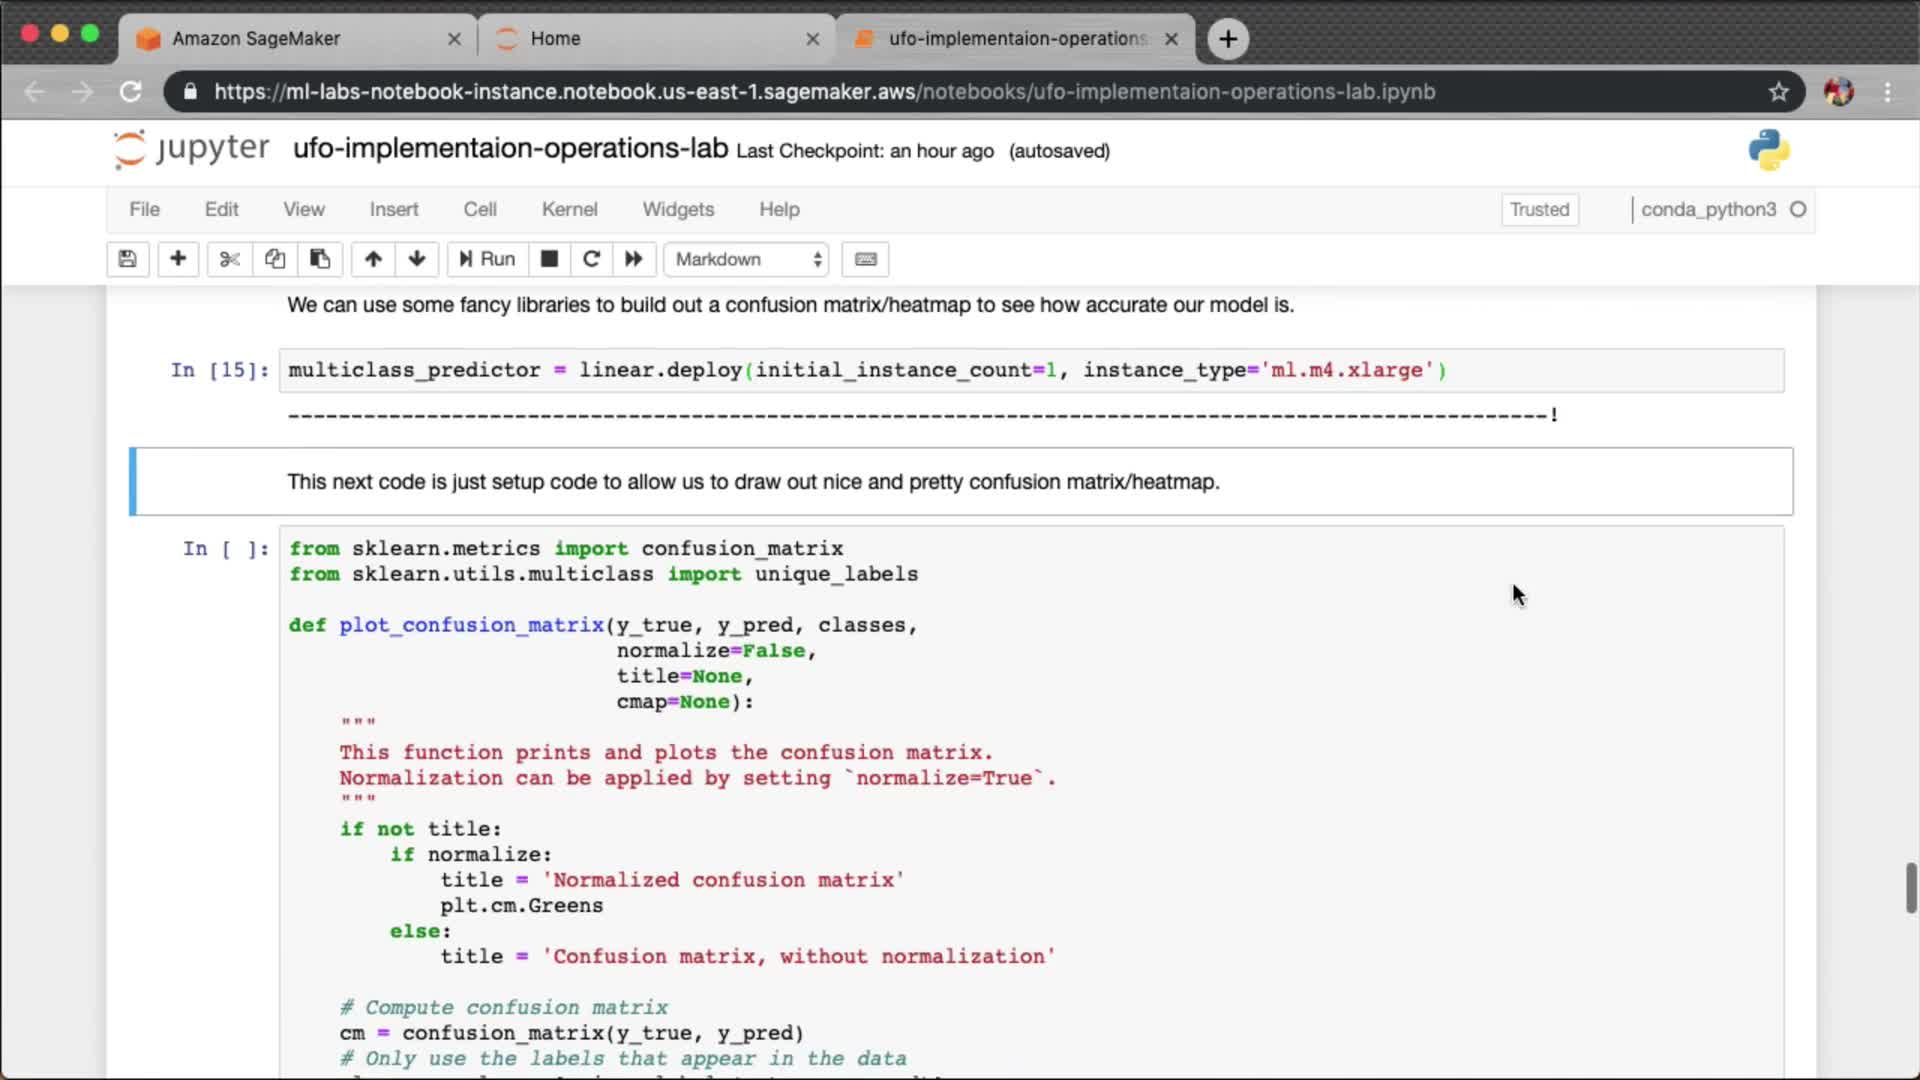 Amazon SageMaker
Home
ufo-implementaion-operations
https://ml-labs-notebook-instance.notebook.us-east-1.sagemaker.aws/notebooks/ufo-implementaion-operations-lab.ipynb
jupyter ufo-implementaion-operations-lab Last Checkpoint: an hour ago (autosaved)
File Edit View Insert Cell Kernel Widgets Help Trusted conda_python3
Run Markdown
We can use some fancy libraries to build out a confusion matrix/heatmap to see how accurate our model is.
In [15]: multiclass_predictor = linear.deploy(initial_instance_count=1, instance_type='ml.m4.xlarge')
----------------------------------------------------------------------------------------------------!
This next code is just setup code to allow us to draw out nice and pretty confusion matrix/heatmap.
In [ ]: from sklearn.metrics import confusion_matrix
from sklearn.utils.multiclass import unique_labels
def plot_confusion_matrix(y_true, y_pred, classes,
normalize=False,
title=None,
cmap=None):
"""
This function prints and plots the confusion matrix.
Normalization can be applied by setting `normalize=True`.
"""
if not title:
if normalize:
title = 'Normalized confusion matrix'
plt.cm.Greens
else:
title = 'Confusion matrix, without normalization'
# Compute confusion matrix
cm = confusion_matrix(y_true, y_pred)
# Only use the labels that appear in the data